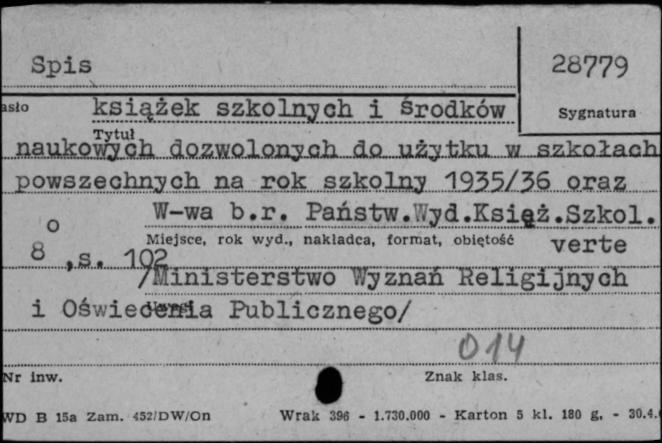 Spis
28779
asło
książek szkolnych i środków
Sygnatura
Tytuł
naukowych dozwolonych do użytku w szkołach
powszechnych na rok szkolny 1935/36 oraz
W-wa b.r. Państw.Wyd.Księż.Szkol.
Miejsce, rok wyd., nakładca, format, objętość
verte
8o,s. 102
/Ministerstwo Wyznań Religijnych
i Oświecenia Publicznego/
014
Nr inw.
Znak klas.
WD B 15a Zam. 452/DW/On
Wrak 396 - 1.730.000 - Karton 5 kl. 180 g. - 30.4.